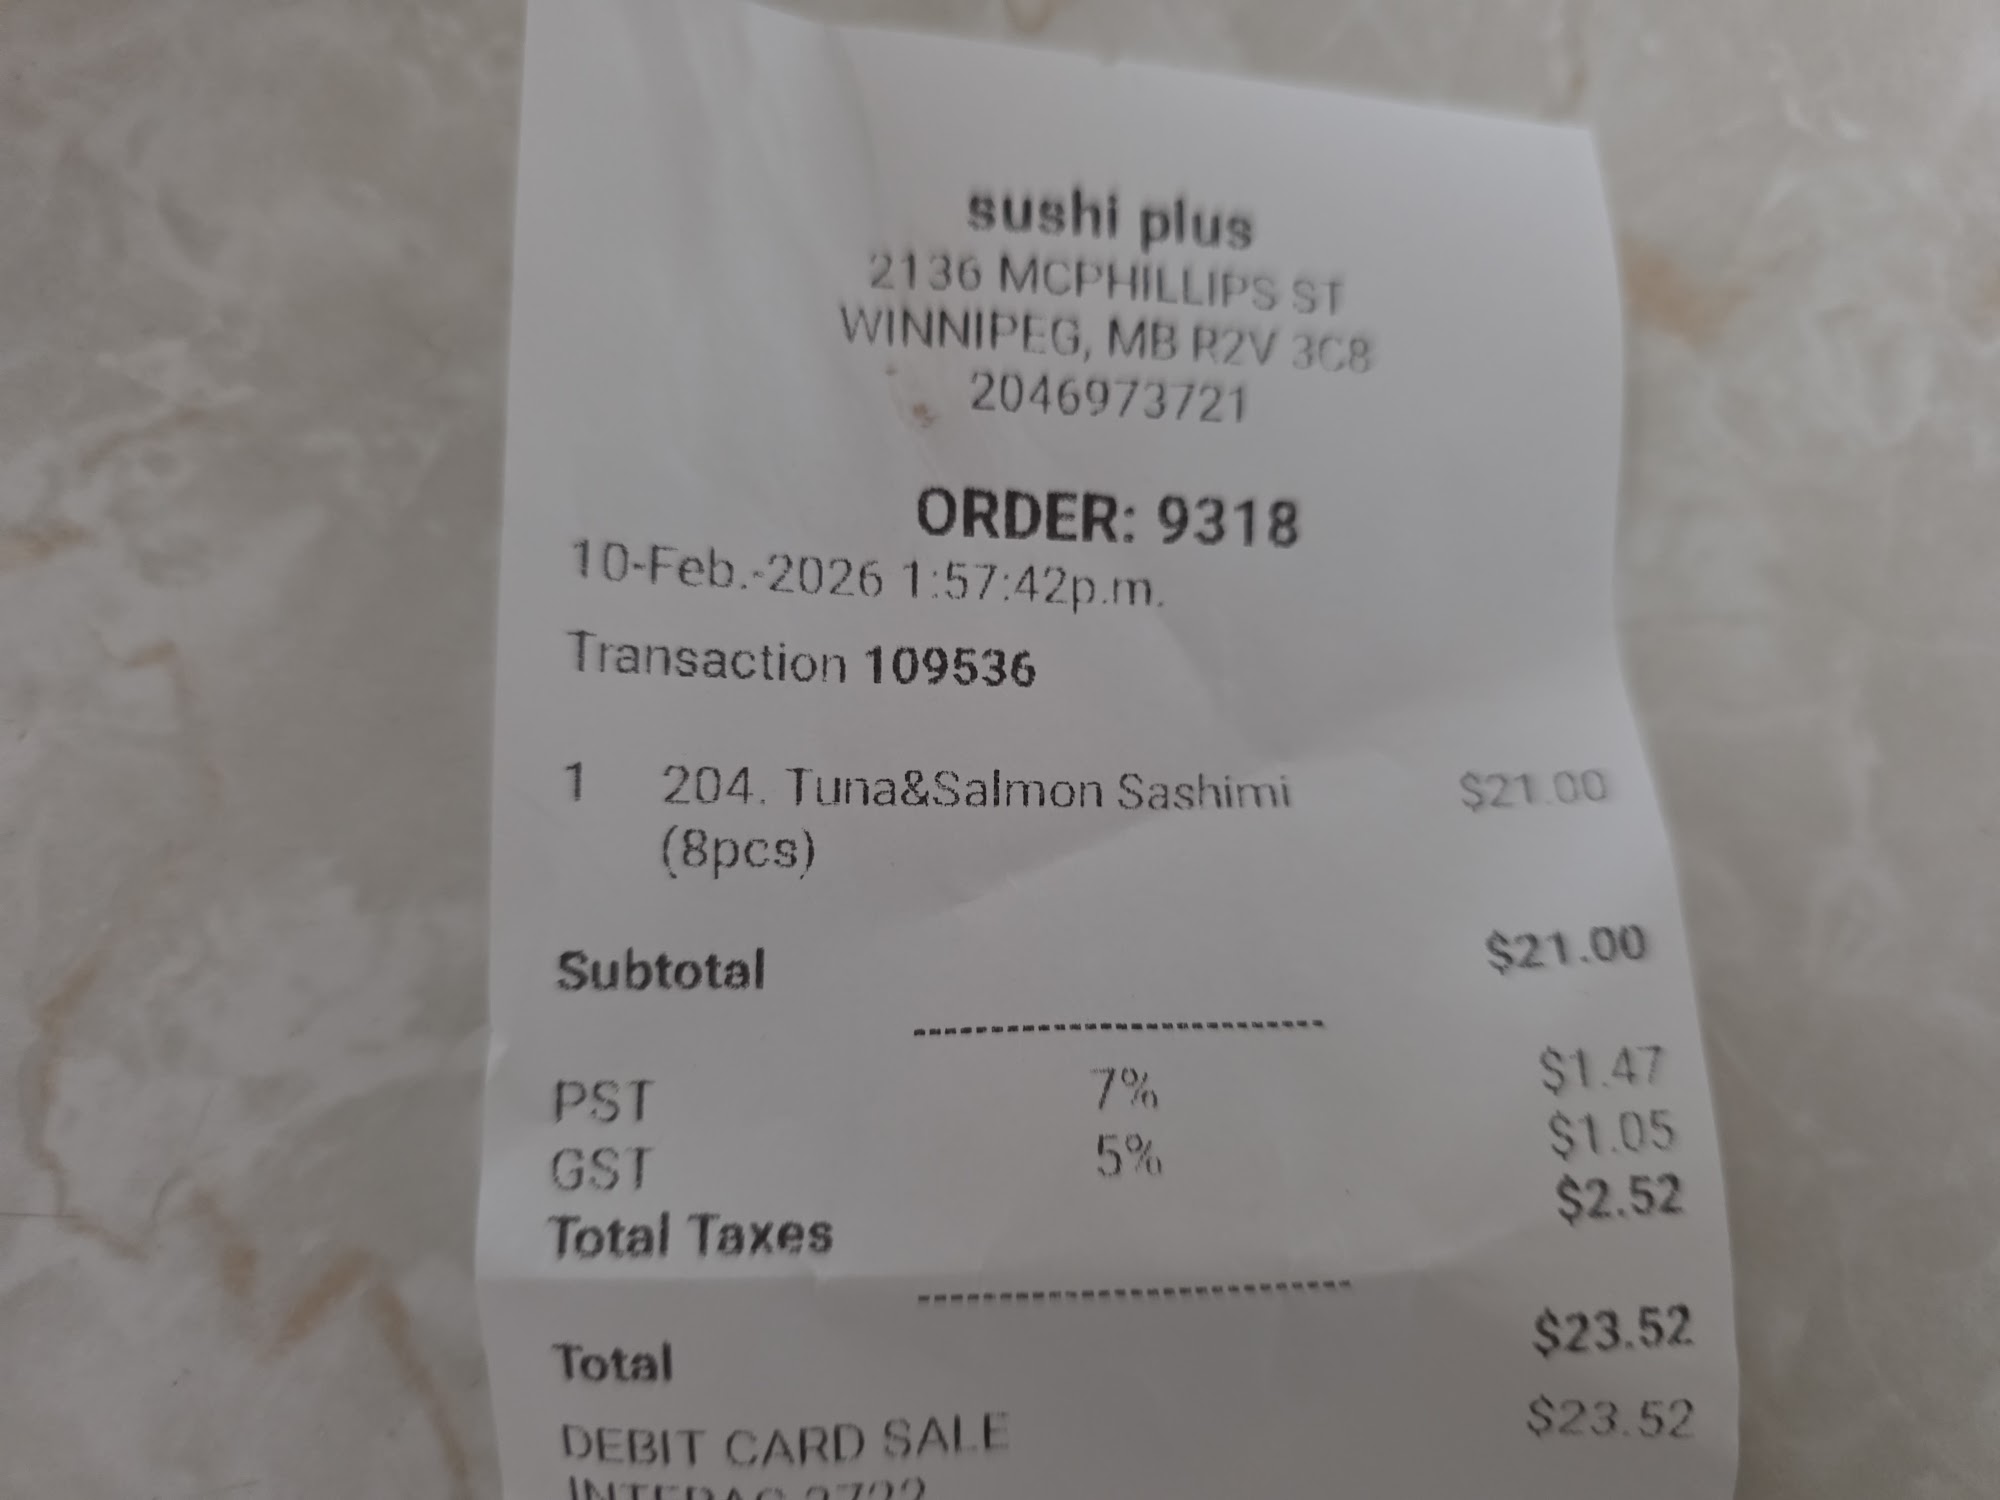 sushi plus
2136 MCPHILLIPS ST
WINNIPEG, MB R2V 3C8
2046973721
ORDER: 9318
10-Feb.-2026 1:57:42p.m.
Transaction 109536
1 204. Tuna&Salmon Sashimi $21.00
(8pcs)
Subtotal $21.00
--------------------------
PST 7% $1.47
GST 5% $1.05
Total Taxes $2.52
--------------------------
Total $23.52
DEBIT CARD SALE $23.52
INTERAC